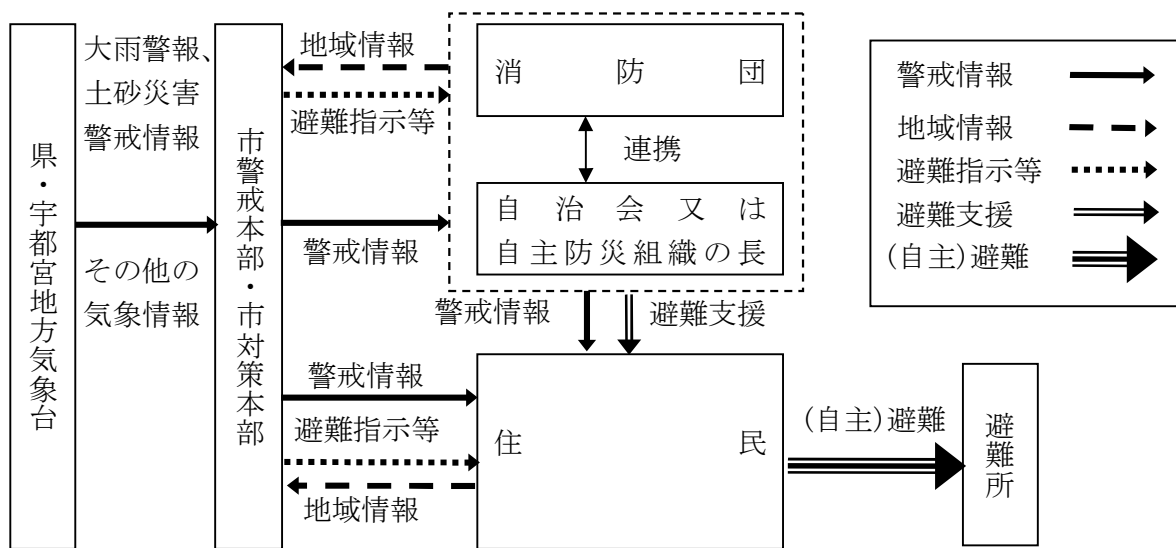 県・宇都宮地方気象台
大雨警報、
土砂災害
警戒情報
その他の
気象情報
市警戒本部・市対策本部
地域情報
避難指示等
警戒情報
消防団
連携
自治会又は
自主防災組織の長
警戒情報
避難支援
警戒情報
避難指示等
地域情報
住民
(自主)避難
避難所
警戒情報
地域情報
避難指示等
避難支援
(自主)避難